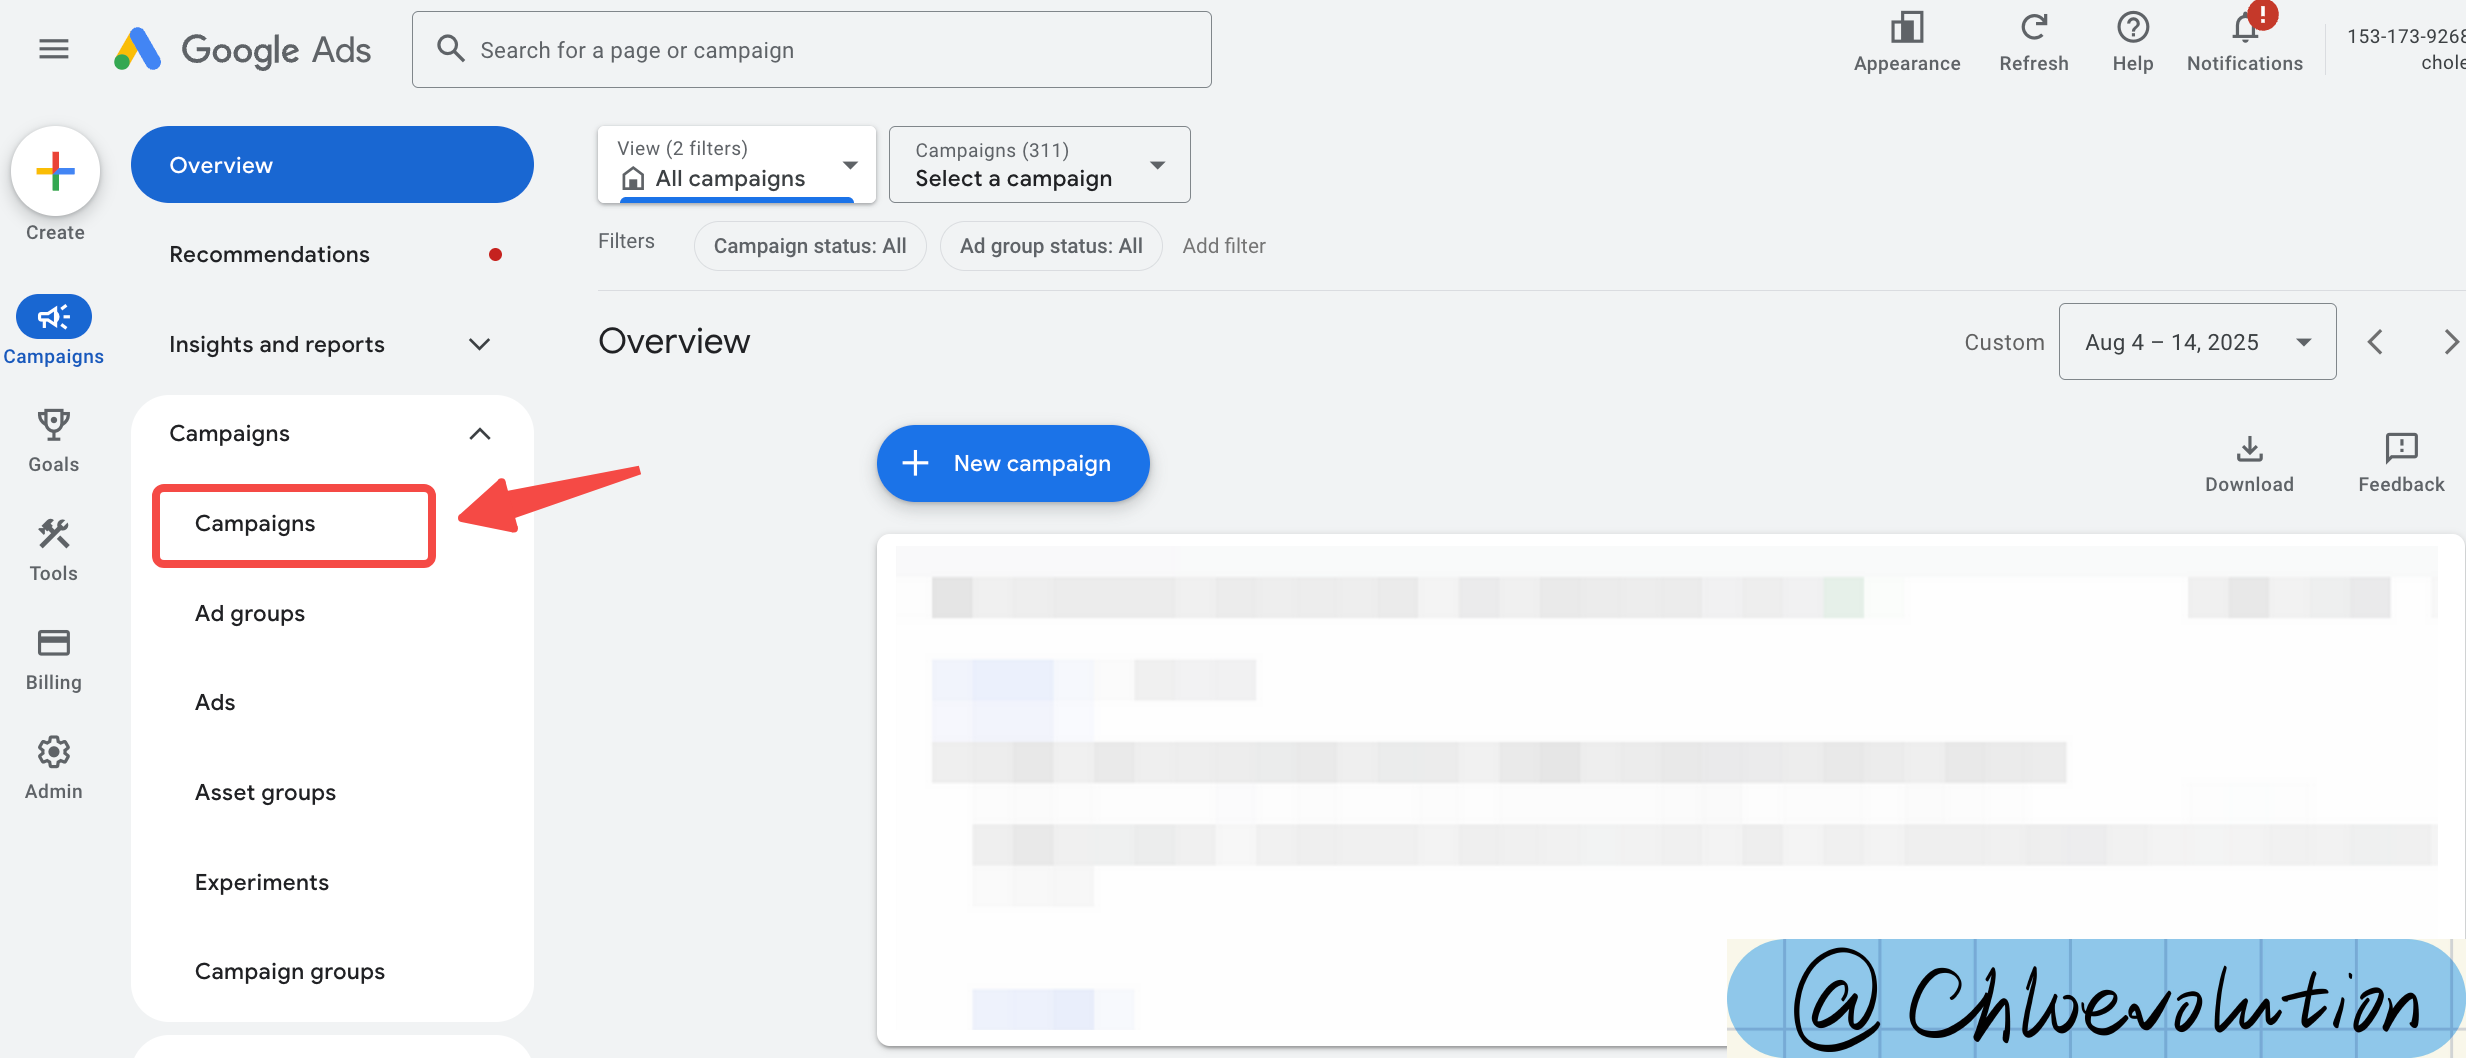 Google Ads
Search for a page or campaign
Appearance
Refresh
Help
Notifications
153-173-9268
chole
Create
Campaigns
Goals
Tools
Billing
Admin
Overview
Recommendations
Insights and reports
Campaigns
Campaigns
Ad groups
Ads
Asset groups
Experiments
Campaign groups
View (2 filters)
All campaigns
Campaigns (311)
Select a campaign
Filters
Campaign status: All
Ad group status: All
Add filter
Overview
Custom
Aug 4 – 14, 2025
New campaign
Download
Feedback
@Chloevolution